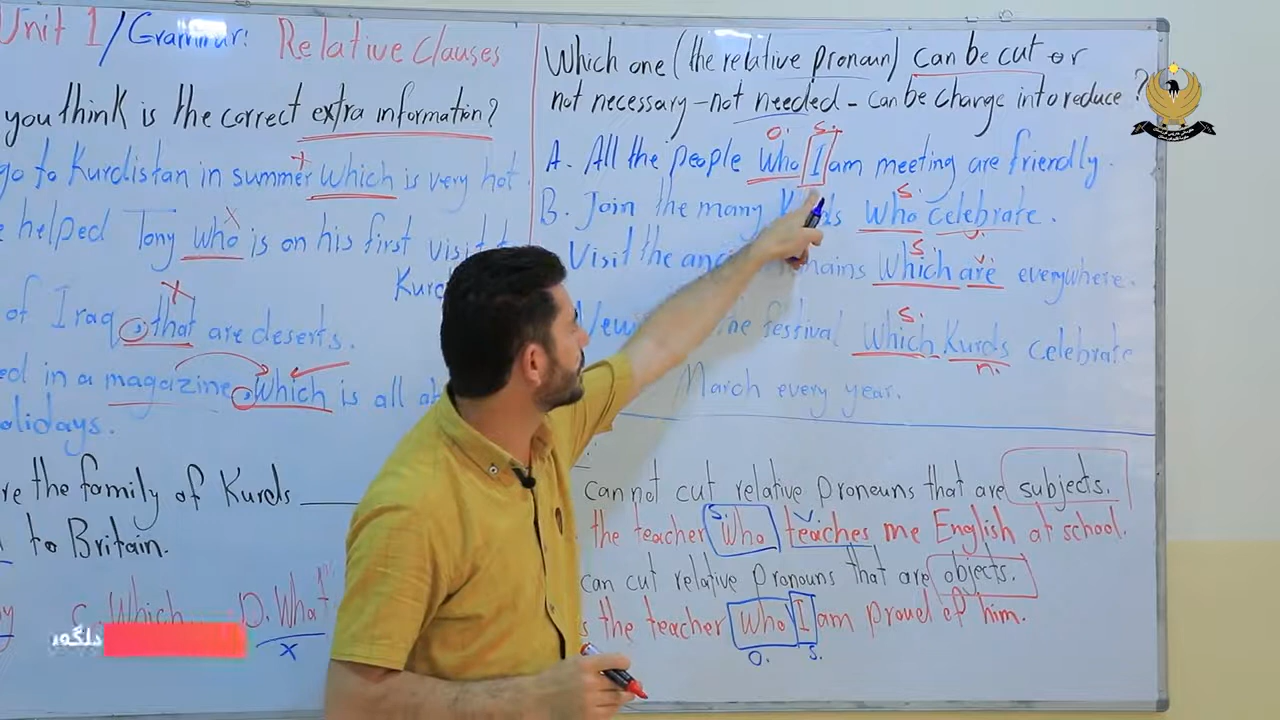 Unit 1 / Grammar: Relative Clauses
you think is the correct extra information?
go to Kurdistan in summer which is very hot
helped Tony who is on his first visit
Kurd
of Iraq, that are deserts.
in a magazine, which is all
olidays.
re the family of Kurds ______
to Britain.
C. Which D. What
x
Which one (the relative pronoun) can be cut or
not necessary - not needed - can be change into reduce ?
O. S.
A. All the people who I am meeting are friendly.
S.
B. Join the many Kurds who celebrate.
v.
S. v
Visit the remains which are everywhere.
S.
the festival which Kurds celebrate
n.
March every year.
cannot cut relative pronouns that are subjects.
S. v
the teacher who teaches me English at school.
can cut relative pronouns that are objects.
s the teacher who I am proud of him.
O. S.
دلگور